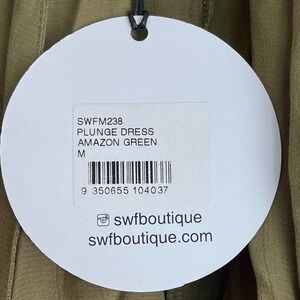 SWFM238
PLUNGE DRESS
AMAZON GREEN
M
9 350655 104037
swfboutique
swfboutique.com